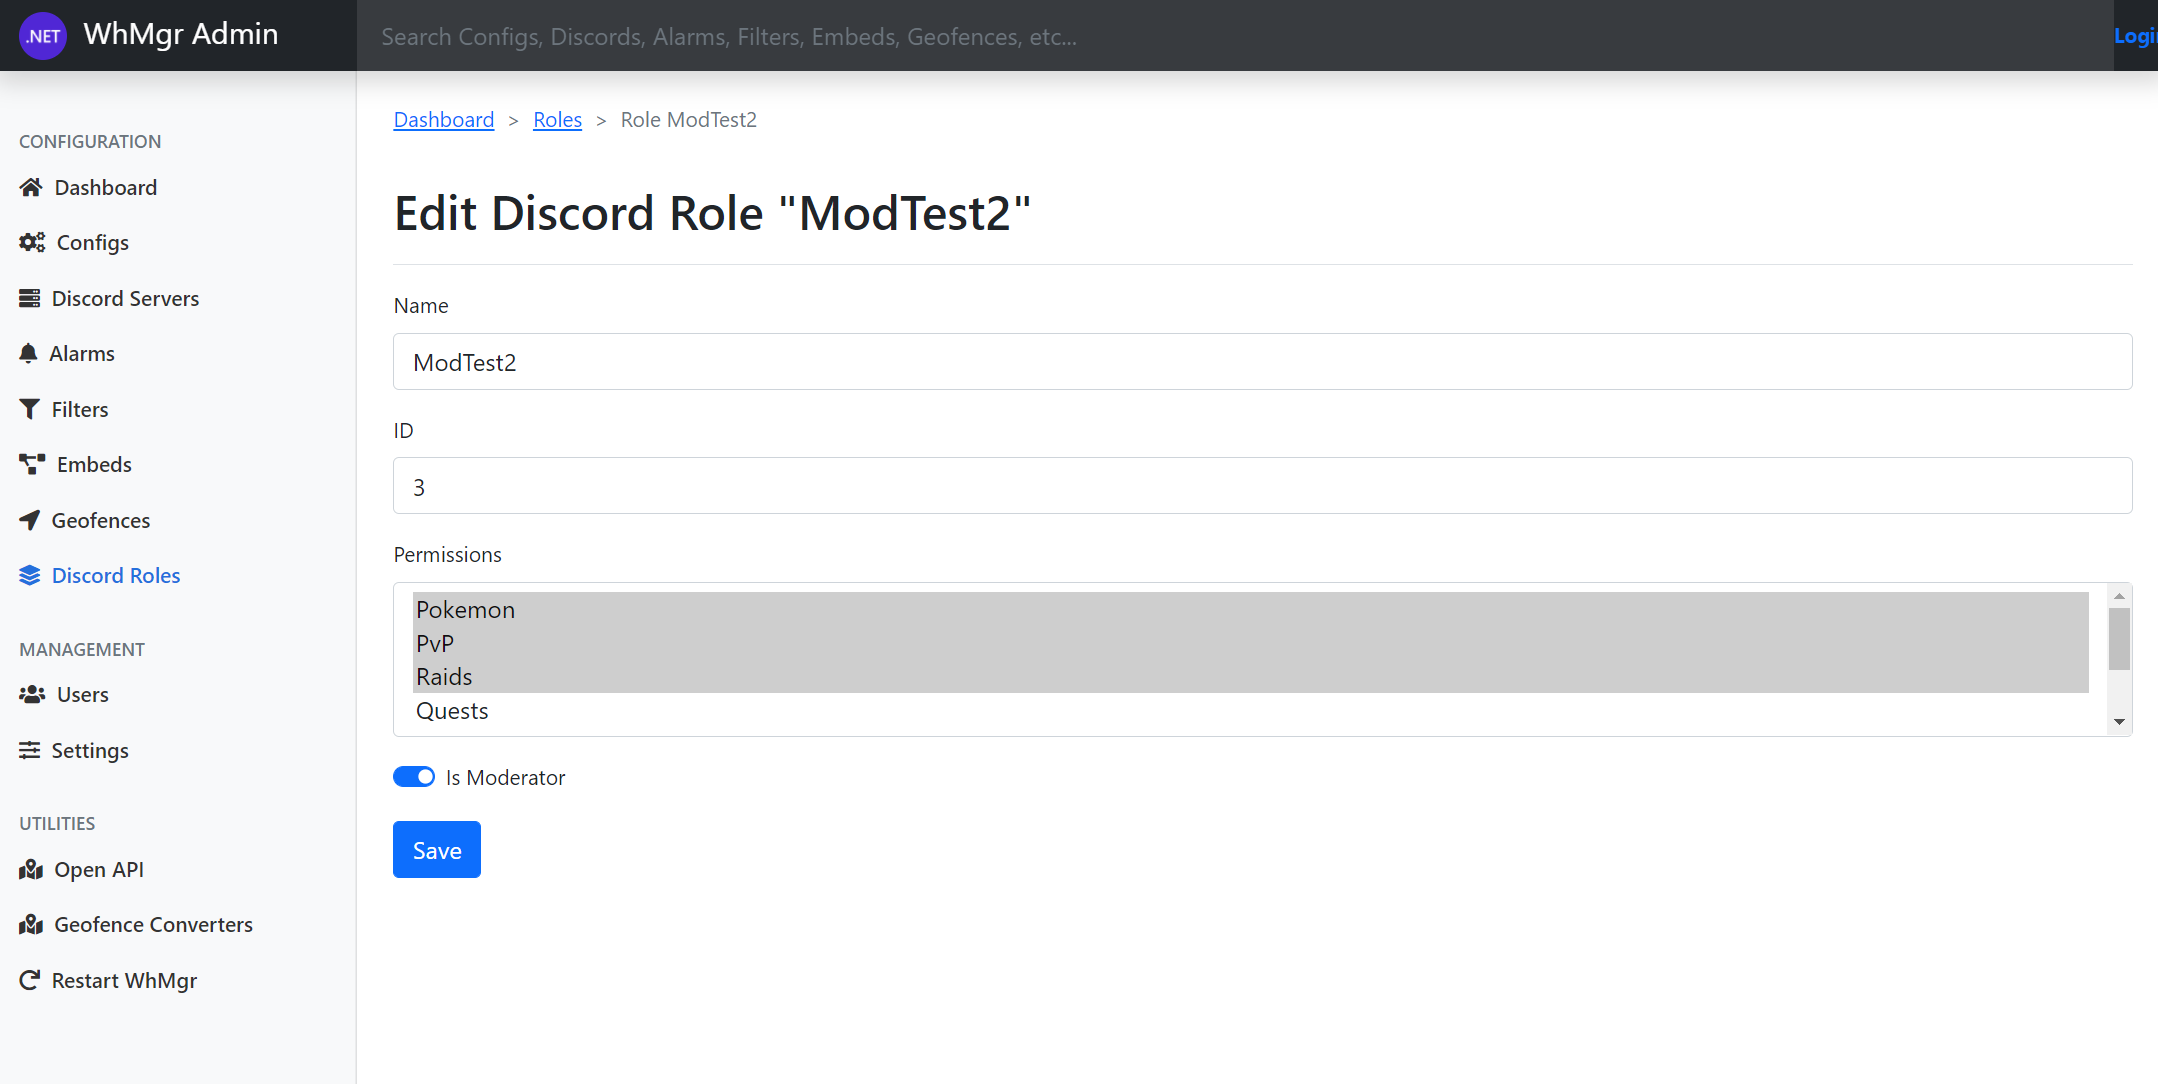 .NET WhMgr Admin
Search Configs, Discords, Alarms, Filters, Embeds, Geofences, etc...
Logi
CONFIGURATION
Dashboard
Configs
Discord Servers
Alarms
Filters
Embeds
Geofences
Discord Roles
MANAGEMENT
Users
Settings
UTILITIES
Open API
Geofence Converters
Restart WhMgr
Dashboard > Roles > Role ModTest2
Edit Discord Role "ModTest2"
Name
ModTest2
ID
3
Permissions
Pokemon
PvP
Raids
Quests
Is Moderator
Save